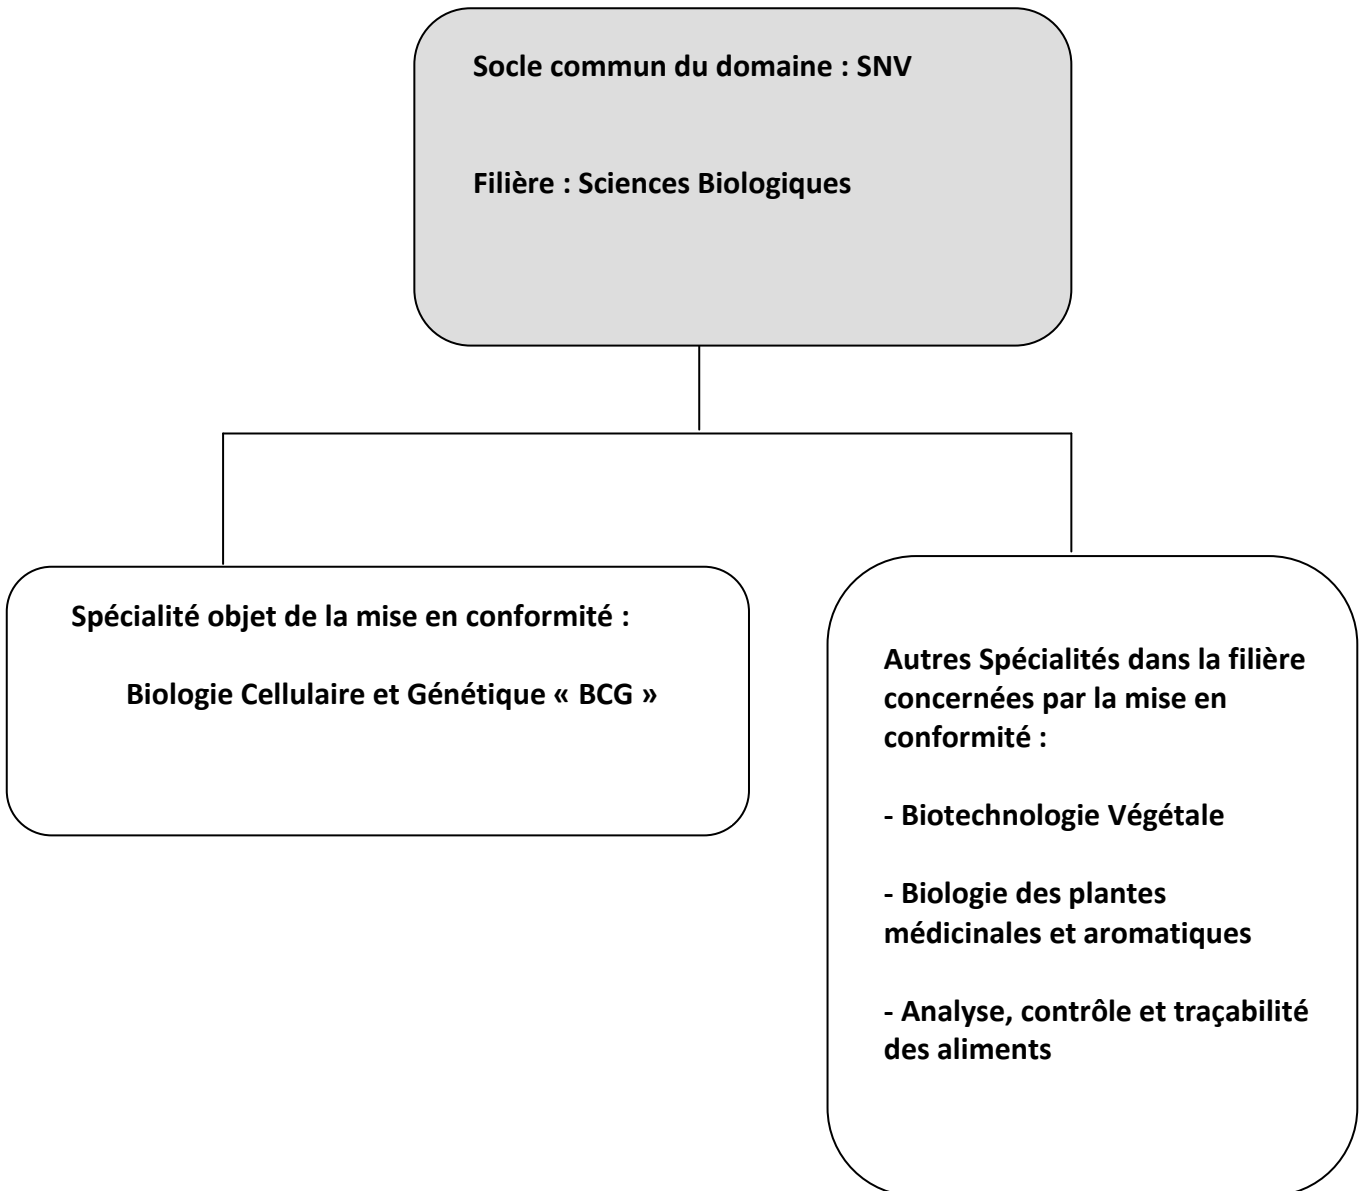 Socle commun du domaine : SNV
Filière : Sciences Biologiques
Spécialité objet de la mise en conformité :
Biologie Cellulaire et Génétique « BCG »
Autres Spécialités dans la filière
concernées par la mise en
conformité :
- Biotechnologie Végétale
- Biologie des plantes
médicinales et aromatiques
- Analyse, contrôle et traçabilité
des aliments